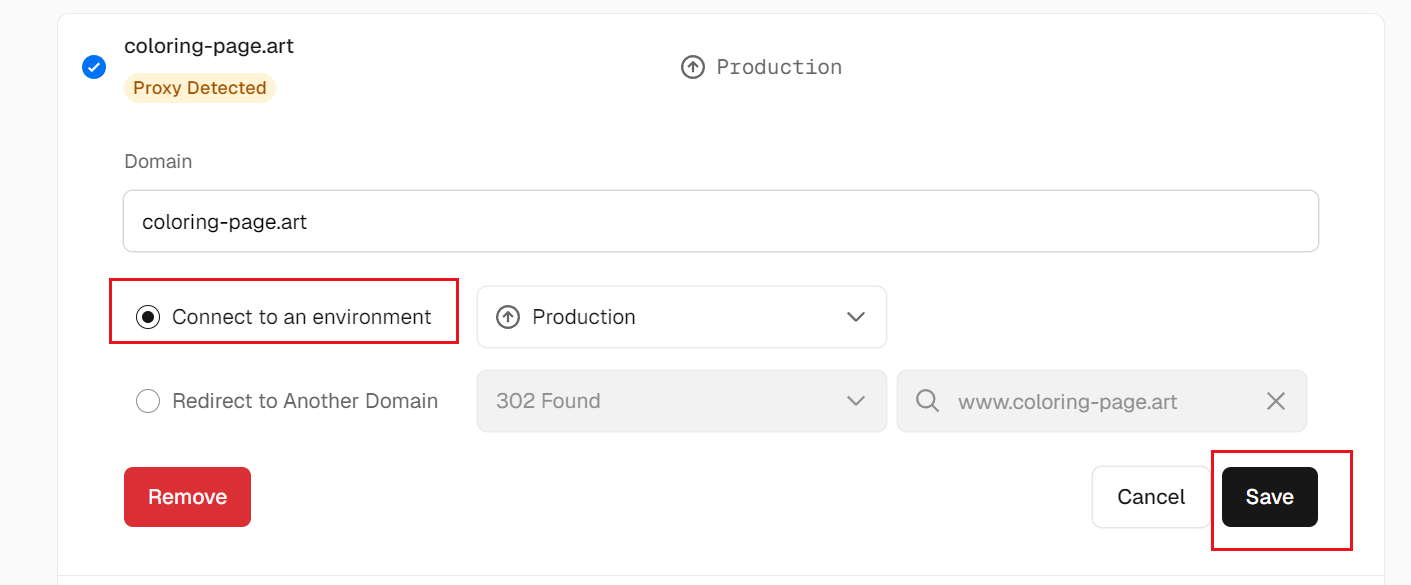 coloring-page.art
Proxy Detected
Production
Domain
coloring-page.art
Connect to an environment
Production
Redirect to Another Domain
302 Found
www.coloring-page.art
Remove
Cancel
Save